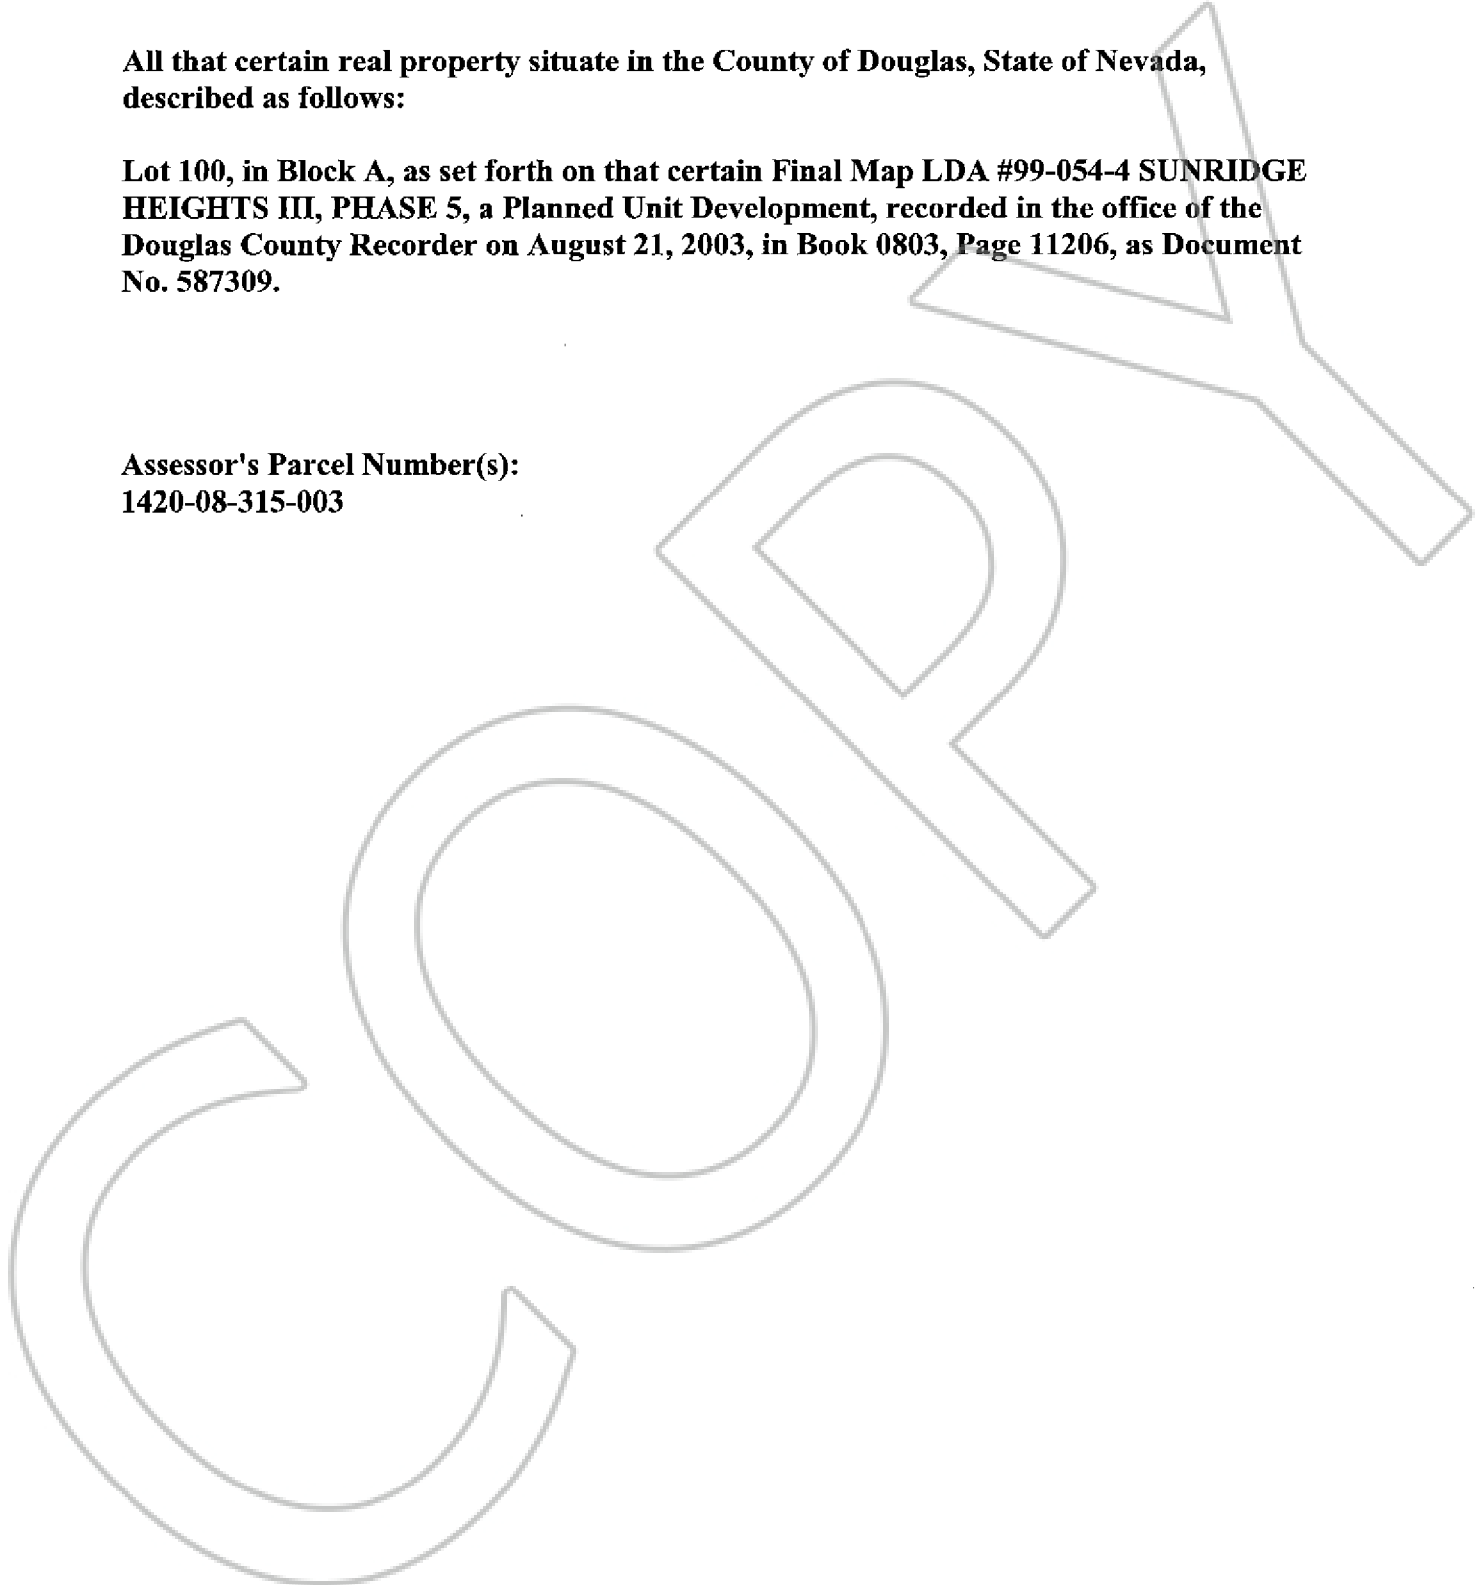 All that certain real property situate in the County of Douglas, State of Nevada,
described as follows:
Lot 100, in Block A, as set forth on that certain Final Map LDA #99-054-4 SUNRIDGE
HEIGHTS III, PHASE 5, a Planned Unit Development, recorded in the office of the
Douglas County Recorder on August 21, 2003, in Book 0803, Page 11206, as Document
No. 587309.
Assessor's Parcel Number(s):
1420-08-315-003
COPY